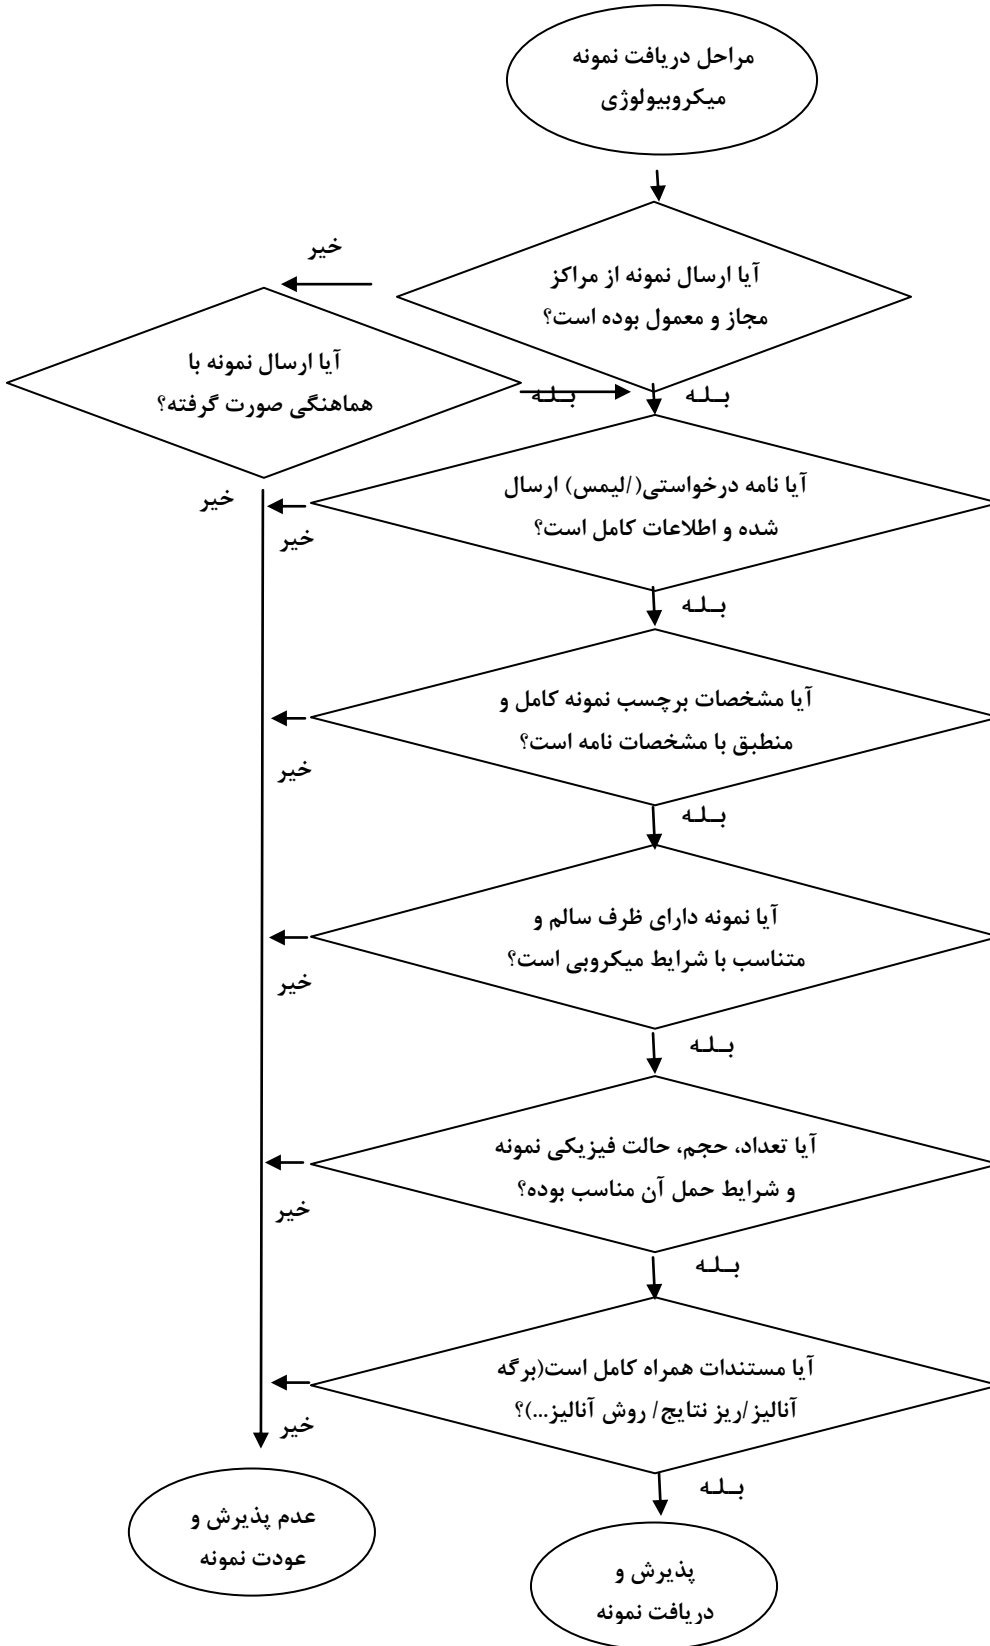 مراحل دریافت نمونه
میکروبیولوژی
آیا ارسال نمونه از مراکز
مجاز و معمول بوده است؟
خیر
بـلـه
آیا ارسال نمونه با
هماهنگی صورت گرفته؟
بـلـه
خیر
آیا نامه درخواستی(/لیمس) ارسال
شده و اطلاعات کامل است؟
خیر
بـلـه
آیا مشخصات برچسب نمونه کامل و
منطبق با مشخصات نامه است؟
خیر
بـلـه
آیا نمونه دارای ظرف سالم و
متناسب با شرایط میکروبی است؟
خیر
بـلـه
آیا تعداد، حجم، حالت فیزیکی نمونه
و شرایط حمل آن مناسب بوده؟
خیر
بـلـه
آیا مستندات همراه کامل است(برگه
آنالیز/ریز نتایج/ روش آنالیز...)؟
خیر
بـلـه
عدم پذیرش و
عودت نمونه
پذیرش و
دریافت نمونه